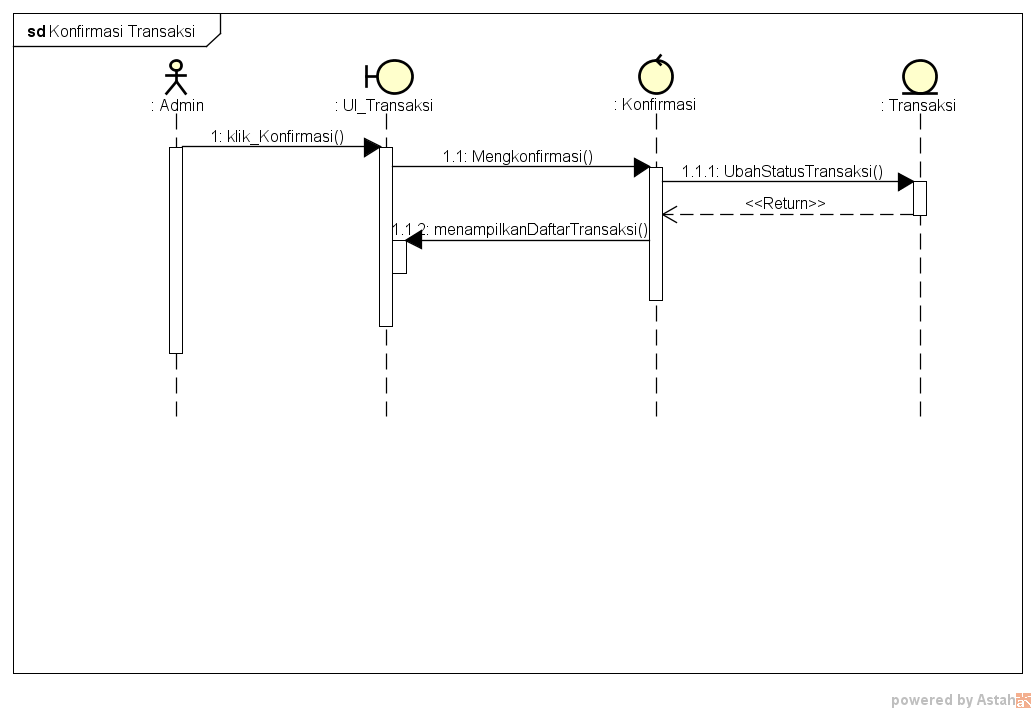 sd Konfirmasi Transaksi
: Admin
: UI_Transaksi
: Konfirmasi
: Transaksi
1: klik_Konfirmasi()
1.1: Mengkonfirmasi()
1.1.1: UbahStatusTransaksi()
<<Return>>
1.1.2: menampilkanDaftarTransaksi()
powered by Astah